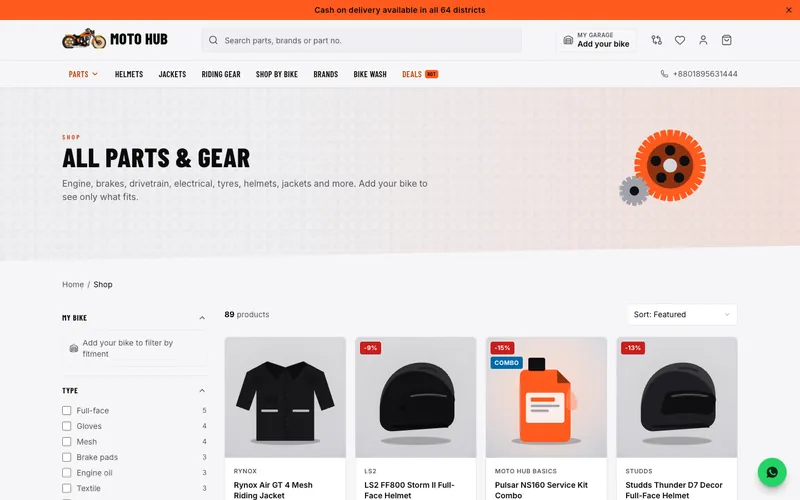 Cash on delivery available in all 64 districts
MOTO HUB
Search parts, brands or part no.
MY GARAGE
Add your bike
PARTS
HELMETS
JACKETS
RIDING GEAR
SHOP BY BIKE
BRANDS
BIKE WASH
DEALS
HOT
+8801895631444
SHOP
ALL PARTS & GEAR
Engine, brakes, drivetrain, electrical, tyres, helmets, jackets and more. Add your bike to
see only what fits.
Home / Shop
MY BIKE
Add your bike to filter by
fitment
TYPE
Full-face 5
Gloves 4
Mesh 4
Brake pads 3
Engine oil 3
Textile 3
89 products
Sort: Featured
RYNOX
Rynox Air GT 4 Mesh
Riding Jacket
-9%
LS2
LS2 FF800 Storm II Full-
Face Helmet
-15%
COMBO
MOTO HUB BASICS
Pulsar NS160 Service Kit
Combo
-13%
STUDDS
Studds Thunder D7 Decor
Full-Face Helmet